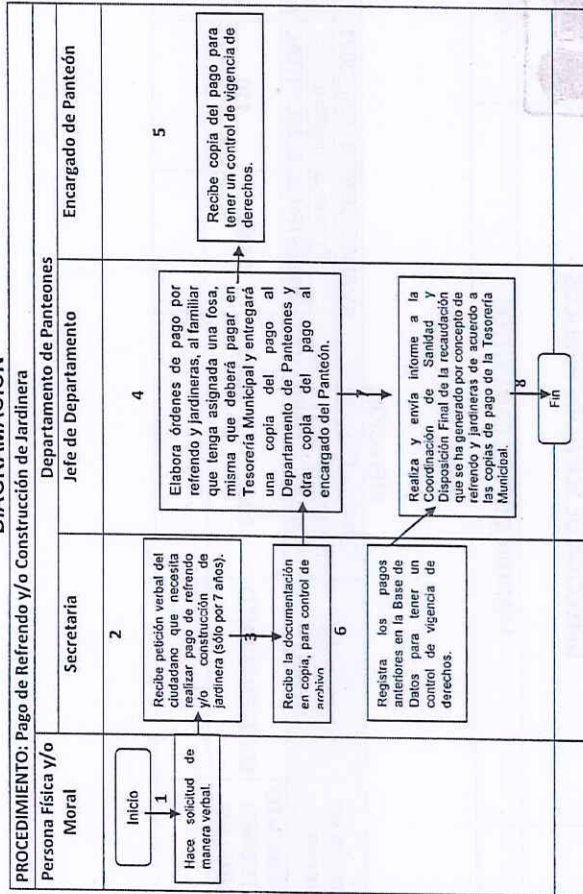 DIAGRAMACIÓN
PROCEDIMIENTO: Pago de Refrendo y/o Construcción de Jardinera
Persona Física y/o
Moral
Departamento de Panteones
Secretaria
Jefe de Departamento
Encargado de Panteón
Inicio
1
Hace solicitud de
manera verbal.
2
Recibe petición verbal del
ciudadano que necesita
realizar pago de refrendo
y/o construcción de
jardinera (sólo por 7 años).
3
Recibe la documentación
en copia, para control de
archivo
4
Elabora órdenes de pago por
refrendo y jardineras, al familiar
que tenga asignada una fosa,
misma que deberá pagar en
Tesorería Municipal y entregará
una copia del pago al
Departamento de Panteones y
otra copia del pago al
encargado del Panteón.
5
Recibe copia del pago para
tener un control de vigencia de
derechos.
6
Registra los pagos
anteriores en la Base de
Datos para tener un
control de vigencia de
derechos.
7
Realiza y envía informe a la
Coordinación de Sanidad y
Disposición Final de la recaudación
que se ha generado por concepto de
refrendo y jardineras de acuerdo a
las copias de pago de la Tesorería
Municipal.
8
Fin